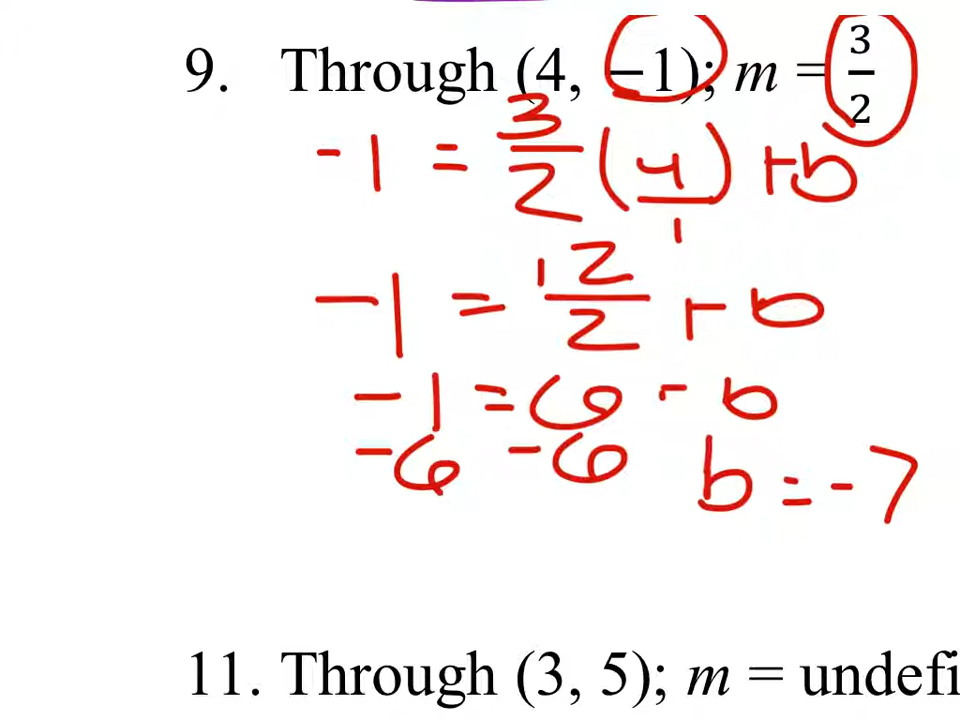 9. Through (4, −1); m = 3/2
-1 = 3/2 (4/1) + b
-1 = 12/2 + b
-1 = 6 - b
-6 -6 b = -7
11. Through (3, 5); m = undefi